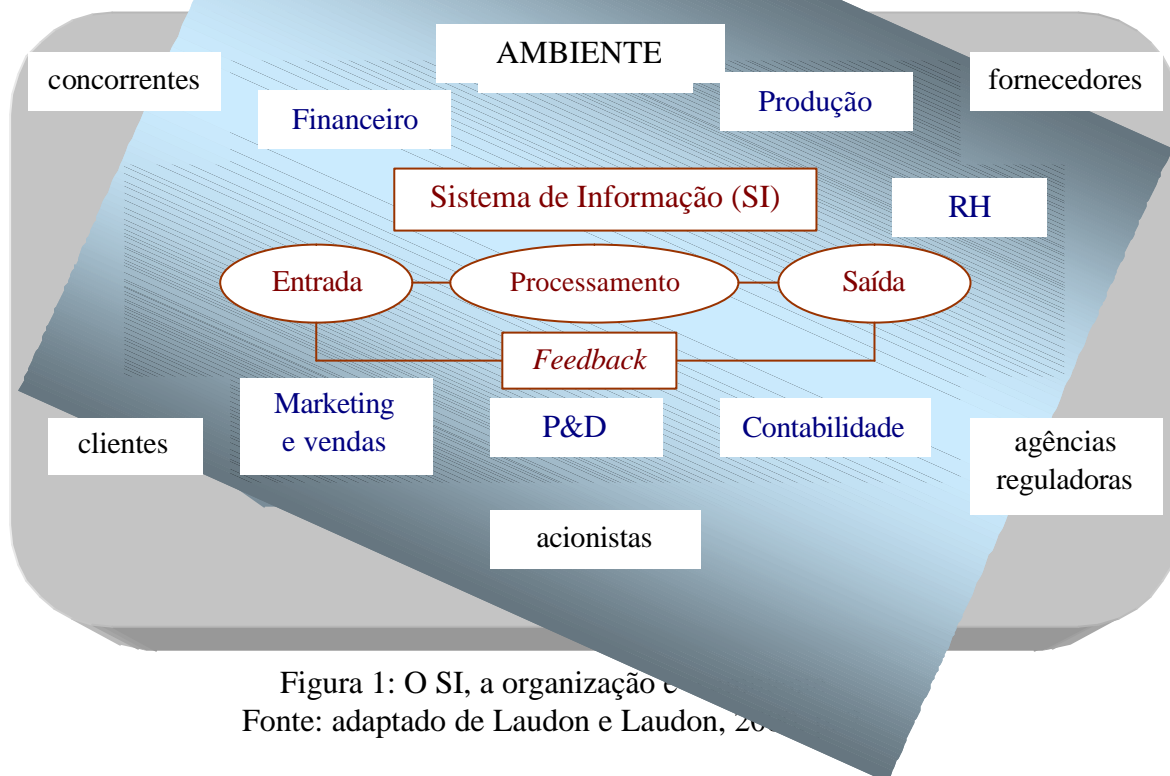 AMBIENTE
concorrentes
fornecedores
Financeiro
Produção
Sistema de Informação (SI)
RH
Entrada
Processamento
Saída
Feedback
Marketing
e vendas
P&D
Contabilidade
clientes
agências
reguladoras
acionistas
Figura 1: O SI, a organização
Fonte: adaptado de Laudon e Laudon,